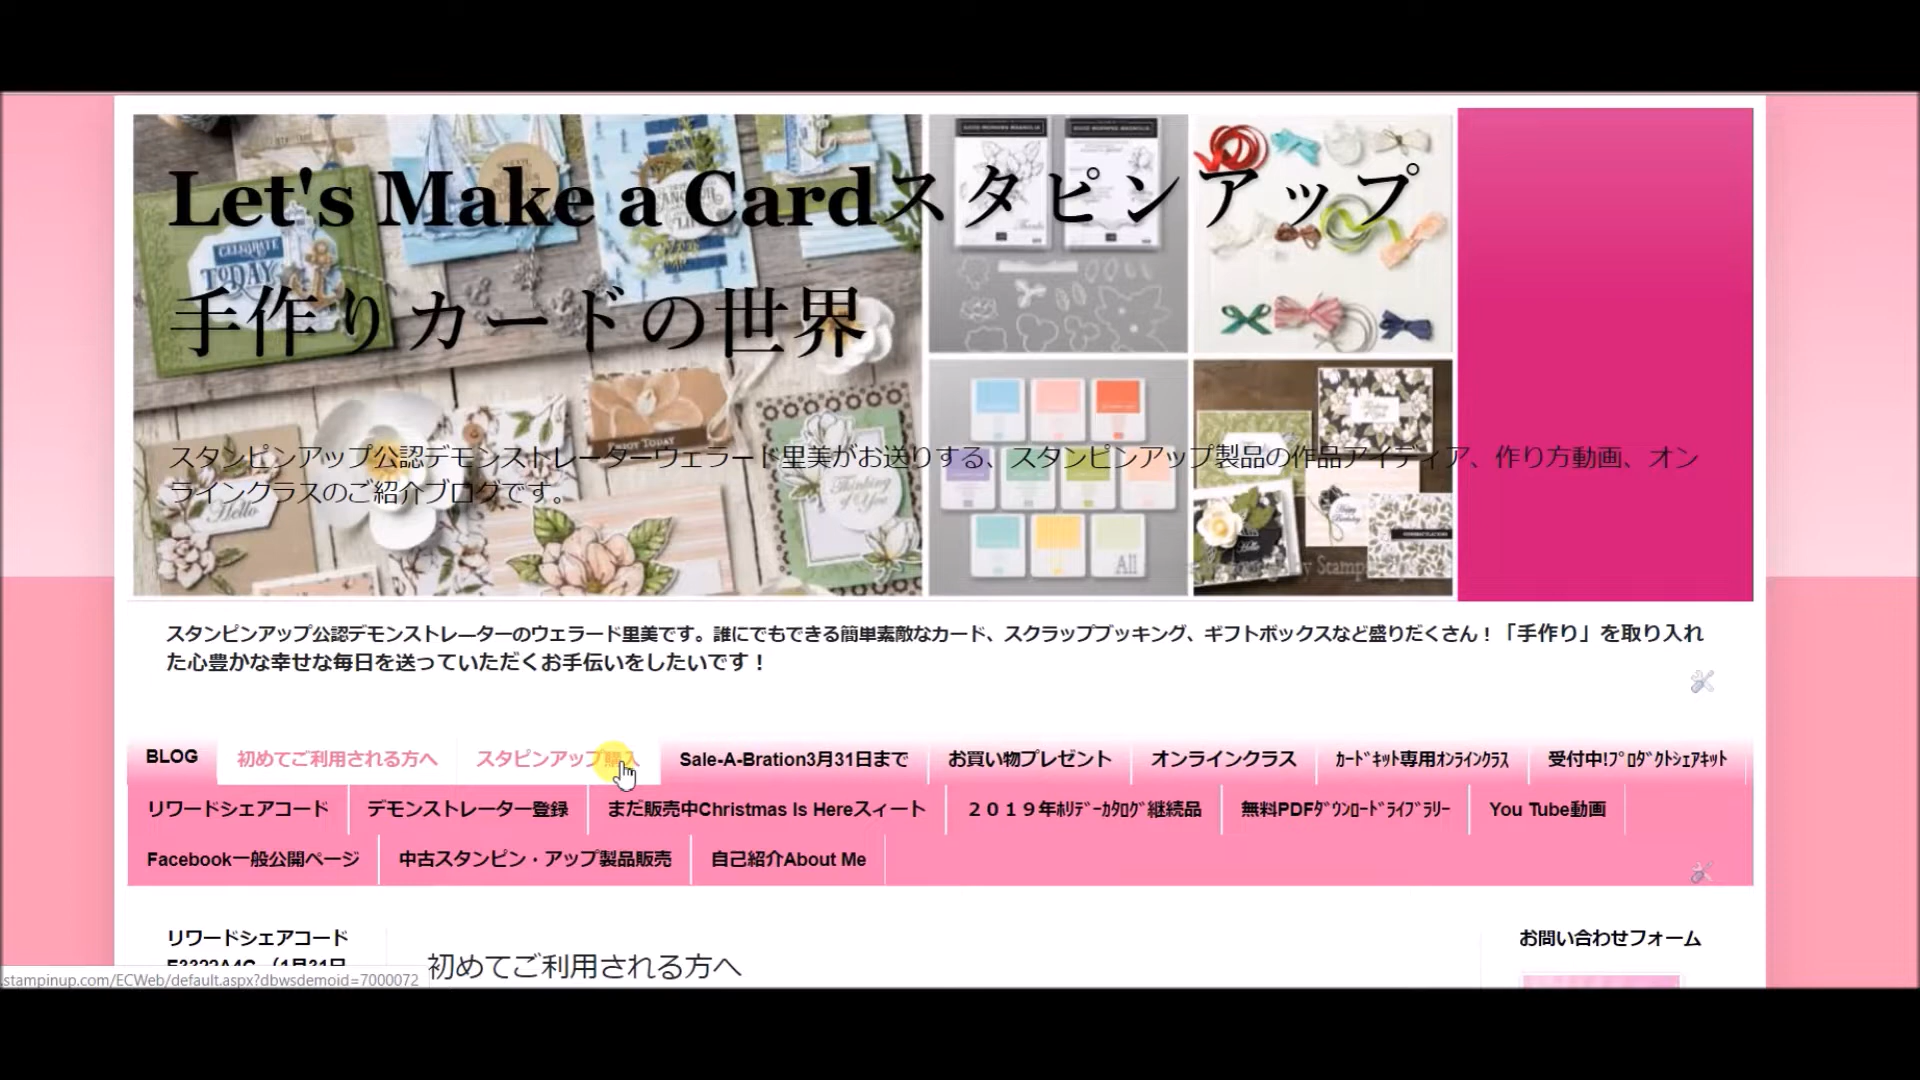 Let's Make a Cardスタピンアップ
手作りカードの世界
スタンピンアップ公認デモンストレーターウェラード里美がお送りする、スタンピンアップ製品の作品アイディア、作り方動画、オン
ラインクラスのご紹介ブログです。
CELEBRATE
TODAY
ENJOY TODAY
Hello
Thinking
of You
All
スタンピンアップ公認デモンストレ―ターのウェラード里美です。誰にでもできる簡単素敵なカード、スクラップブッキング、ギフトボックスなど盛りだくさん！「手作り」を取り入れ
た心豊かな幸せな毎日を送っていただくお手伝いをしたいです！
BLOG 初めてご利用される方へ スタピンアップ購入 Sale-A-Bration3月31日まで お買い物プレゼント オンラインクラス ｶｰﾄﾞｷｯﾄ専用ｵﾝﾗｲﾝｸﾗｽ 受付中!ﾌﾟﾛﾀﾞｸﾄｼｪｱｷｯﾄ
リワードシェアコード デモンストレーター登録 まだ販売中Christmas Is Hereスィート ２０１９年ﾎﾘﾃﾞｰｶﾀﾛｸﾞ継続品 無料PDFﾀﾞｳﾝﾛｰﾄﾞﾗｲﾌﾞﾗﾘｰ You Tube動画
Facebook一般公開ページ 中古スタンピン・アップ製品販売 自己紹介About Me
リワードシェアコード
初めてご利用される方へ
お問い合わせフォーム
.stampinup.com/ECWeb/default.aspx?dbwsdemoid=7000072